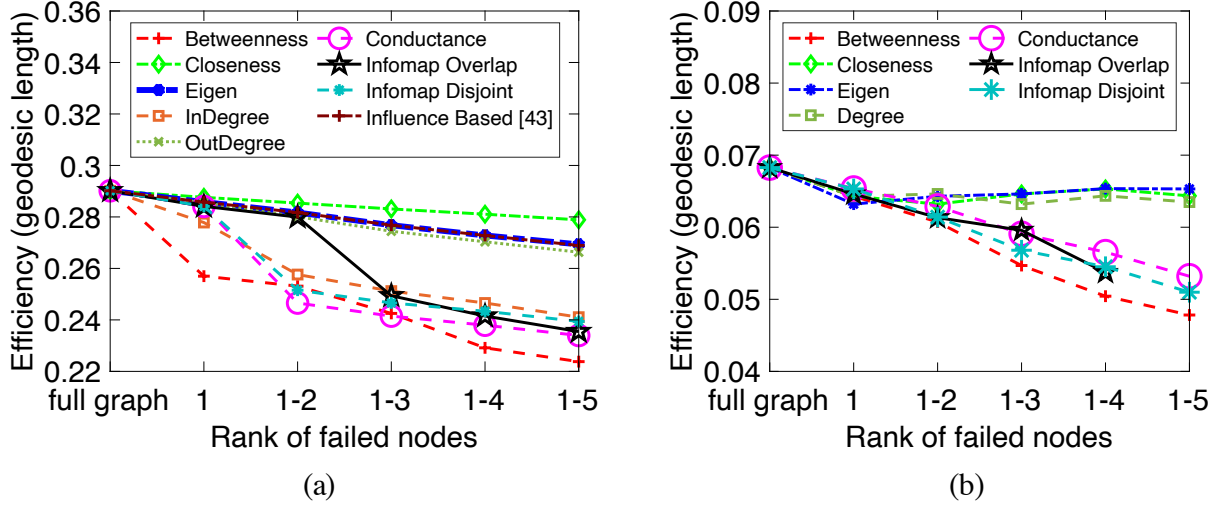 0.36
0.34
0.32
0.3
0.28
0.26
0.24
0.22
Efficiency (geodesic length)
Betweenness
Closeness
Eigen
InDegree
OutDegree
Conductance
Infomap Overlap
Infomap Disjoint
Influence Based [43]
full graph 1 1-2 1-3 1-4 1-5
Rank of failed nodes
(a)
0.09
0.08
0.07
0.06
0.05
0.04
Efficiency (geodesic length)
Betweenness
Closeness
Eigen
Degree
Conductance
Infomap Overlap
Infomap Disjoint
full graph 1 1-2 1-3 1-4 1-5
Rank of failed nodes
(b)